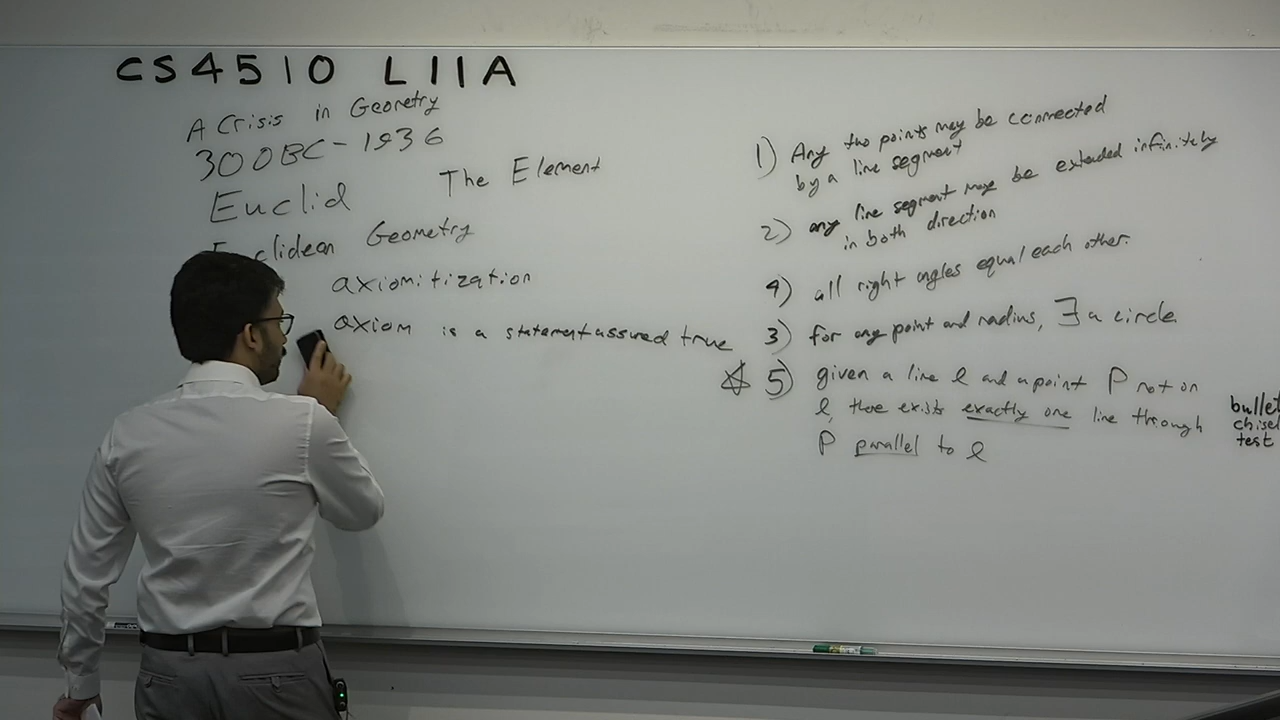 CS4510 L11A
A Crisis in Geometry
300BC-1936
Euclid The Element
clidean Geometry
axiomitization
axiom is a statement assured true
1) Any two points may be connected
by a line segment
2) any line segment may be extended infinitely
in both direction
4) all right angles equal each other.
3) for any point and radius, ∃ a circle
☆ 5) given a line l and a point P not on
l, there exists exactly one line through
P parallel to l
bullet
chisel
test